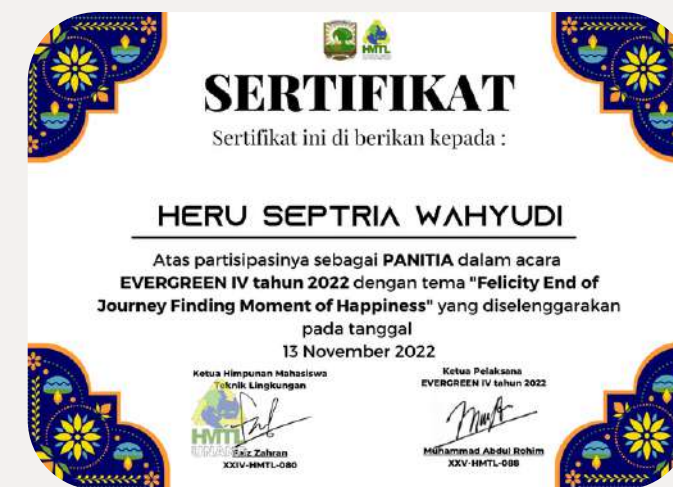 HMTL
UNAND
SERTIFIKAT
Sertifikat ini di berikan kepada :
HERU SEPTRIA WAHYUDI
Atas partisipasinya sebagai PANITIA dalam acara
EVERGREEN IV tahun 2022 dengan tema "Felicity End of
Journey Finding Moment of Happiness" yang diselenggarakan
pada tanggal
13 November 2022
Ketua Himpunan Mahasiswa
Teknik Lingkungan
HMTL
UNAND
Faiz Zahran
XXIV-HMTL-080
Ketua Pelaksana
EVERGREEN IV tahun 2022
Muhammad Abdul Rohim
XXV-HMTL-088